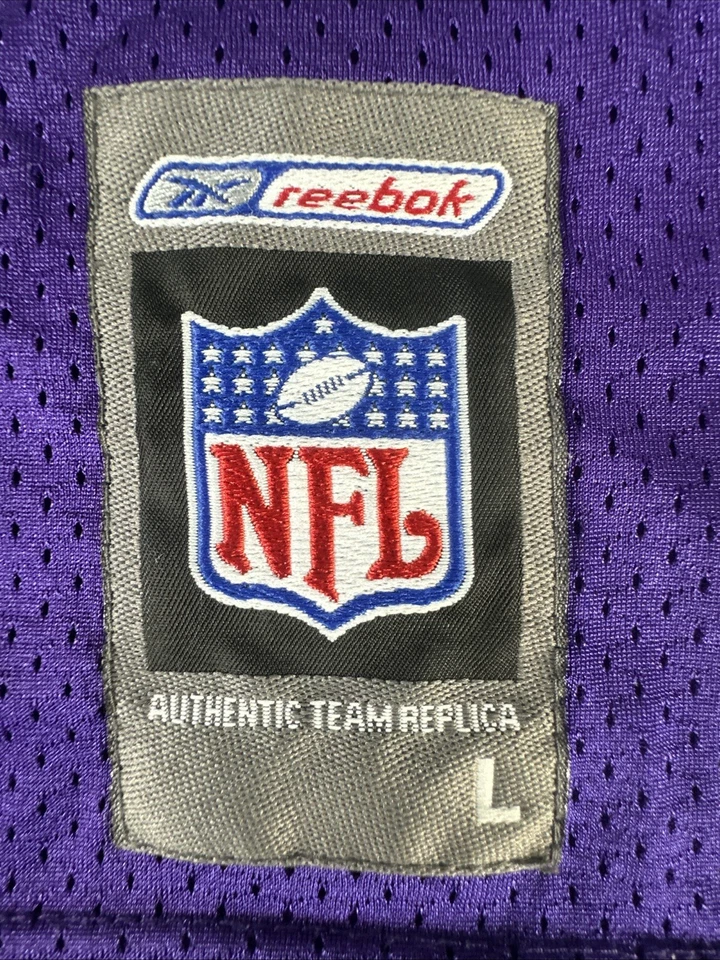 reebok
NFL
AUTHENTIC TEAM REPLICA
L